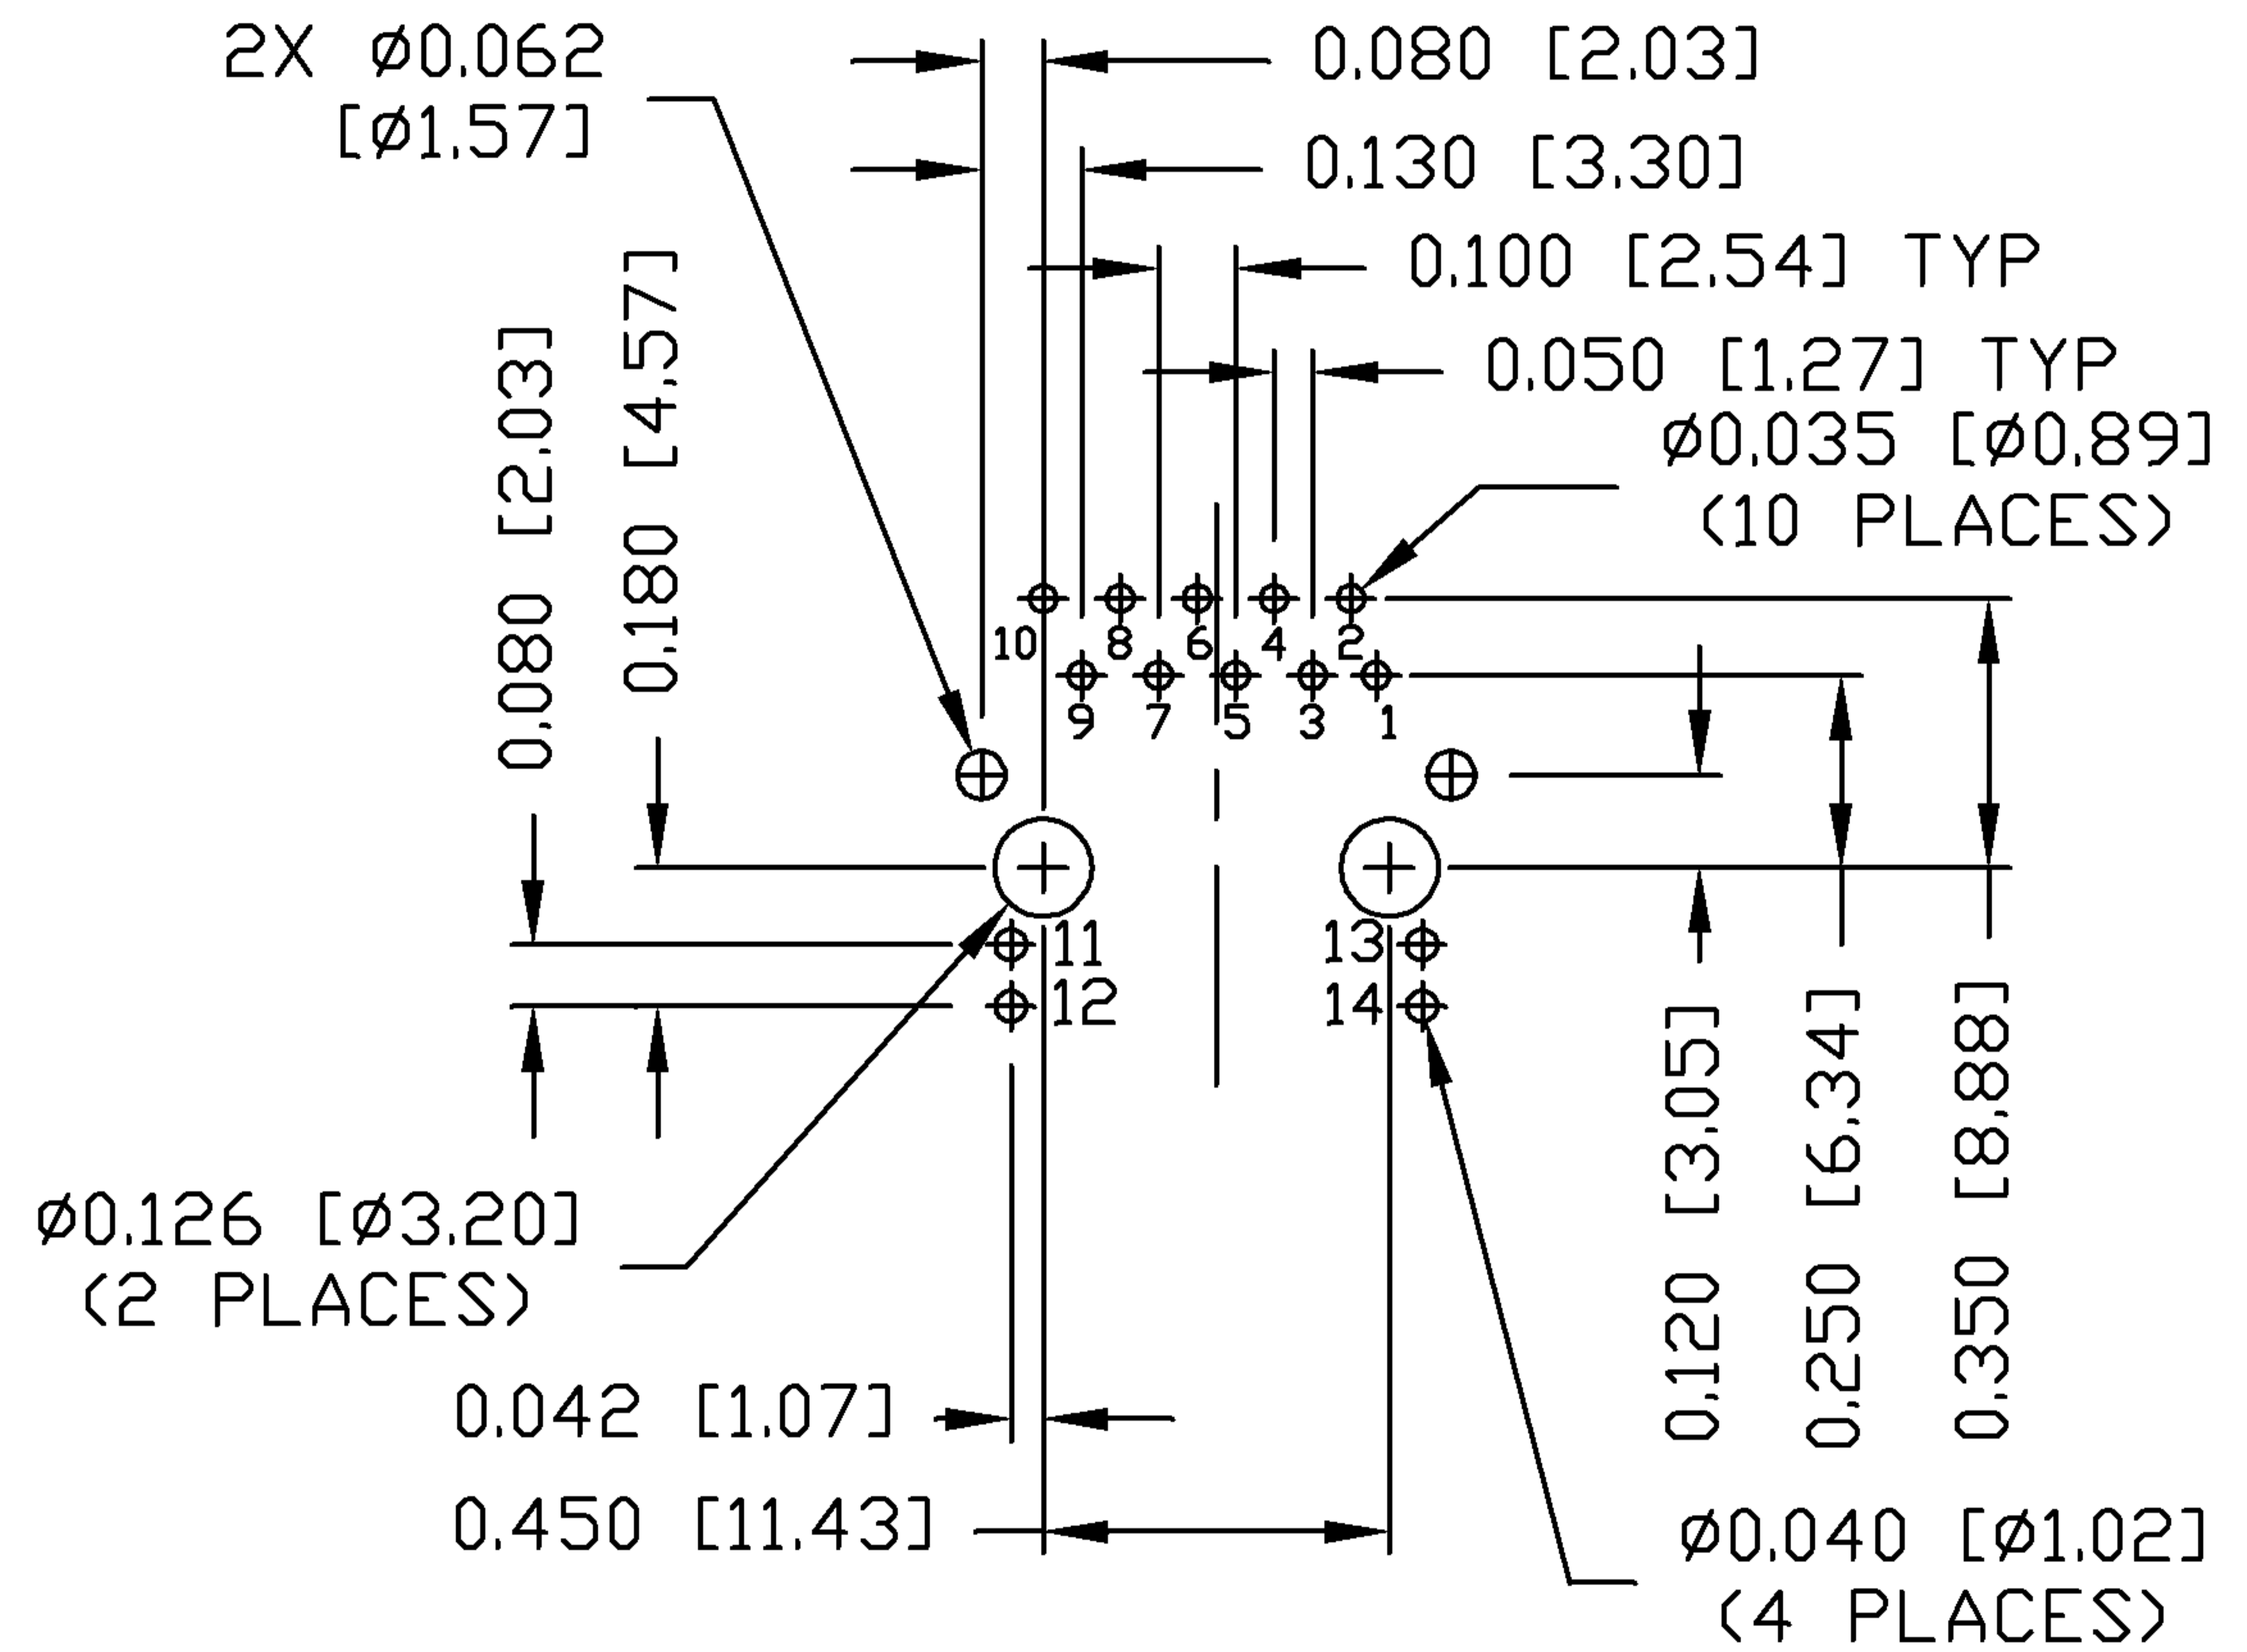 2X ø0.062
[ø1.57]
0.080 [2.03]
0.130 [3.30]
0.100 [2.54] TYP
0.050 [1.27] TYP
ø0.035 [ø0.89]
(10 PLACES)
0.080 [2.03]
0.180 [4.57]
10 8 6 4 2
9 7 5 3 1
11 13
12 14
ø0.126 [ø3.20]
(2 PLACES)
0.042 [1.07]
0.450 [11.43]
0.120 [3.05]
0.250 [6.34]
0.350 [8.88]
ø0.040 [ø1.02]
(4 PLACES)